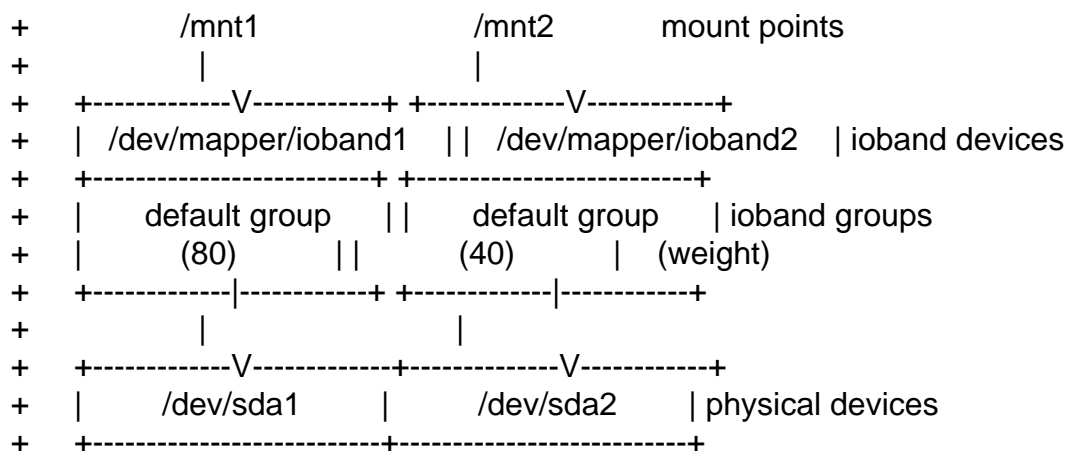 + /mnt1 /mnt2 mount points
+ | |
+ +-------------V------------+ +-------------V------------+
+ | /dev/mapper/ioband1 | | /dev/mapper/ioband2 | ioband devices
+ +--------------------------+ +--------------------------+
+ | default group | | default group | ioband groups
+ | (80) | | (40) | (weight)
+ +-------------|------------+ +-------------|------------+
+ | |
+ +-------------V-------------+--------------V------------+
+ | /dev/sda1 | /dev/sda2 | physical devices
+ +---------------------------+---------------------------+